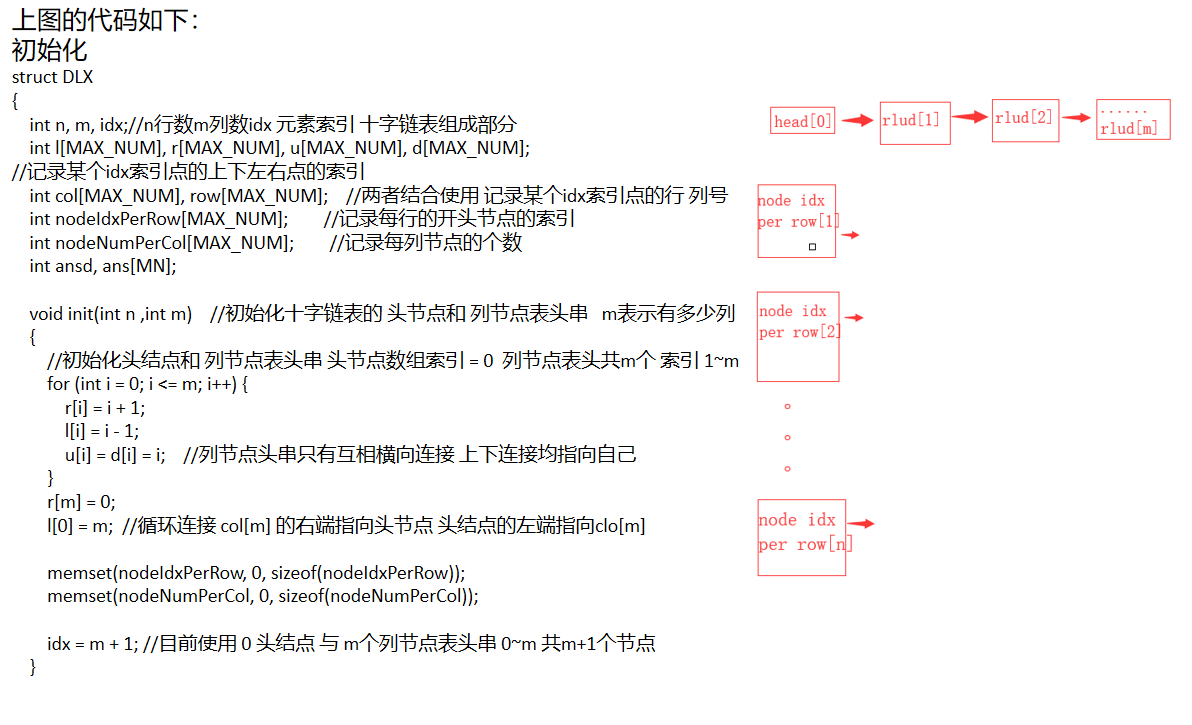 上图的代码如下：
初始化
struct DLX
{
int n, m, idx;//n行数m列数idx 元素索引 十字链表组成部分
int l[MAX_NUM], r[MAX_NUM], u[MAX_NUM], d[MAX_NUM];
//记录某个idx索引点的上下左右点的索引
int col[MAX_NUM], row[MAX_NUM]; //两者结合使用 记录某个idx索引点的行 列号
int nodeIdxPerRow[MAX_NUM]; //记录每行的开头节点的索引
int nodeNumPerCol[MAX_NUM]; //记录每列节点的个数
int ansd, ans[MN];
void init(int n ,int m) //初始化十字链表的 头节点和 列节点表头串 m表示有多少列
{
//初始化头结点和 列节点表头串 头节点数组索引 = 0 列节点表头共m个 索引 1~m
for (int i = 0; i <= m; i++) {
r[i] = i + 1;
l[i] = i - 1;
u[i] = d[i] = i; //列节点头串只有互相横向连接 上下连接均指向自己
}
r[m] = 0;
l[0] = m; //循环连接 col[m] 的右端指向头节点 头结点的左端指向clo[m]
memset(nodeIdxPerRow, 0, sizeof(nodeIdxPerRow));
memset(nodeNumPerCol, 0, sizeof(nodeNumPerCol));
idx = m + 1; //目前使用 0 头结点 与 m个列节点表头串 0~m 共m+1个节点
}
head[0]
rlud[1]
rlud[2]
......
rlud[m]
node idx
per row[1]
node idx
per row[2]
node idx
per row[n]